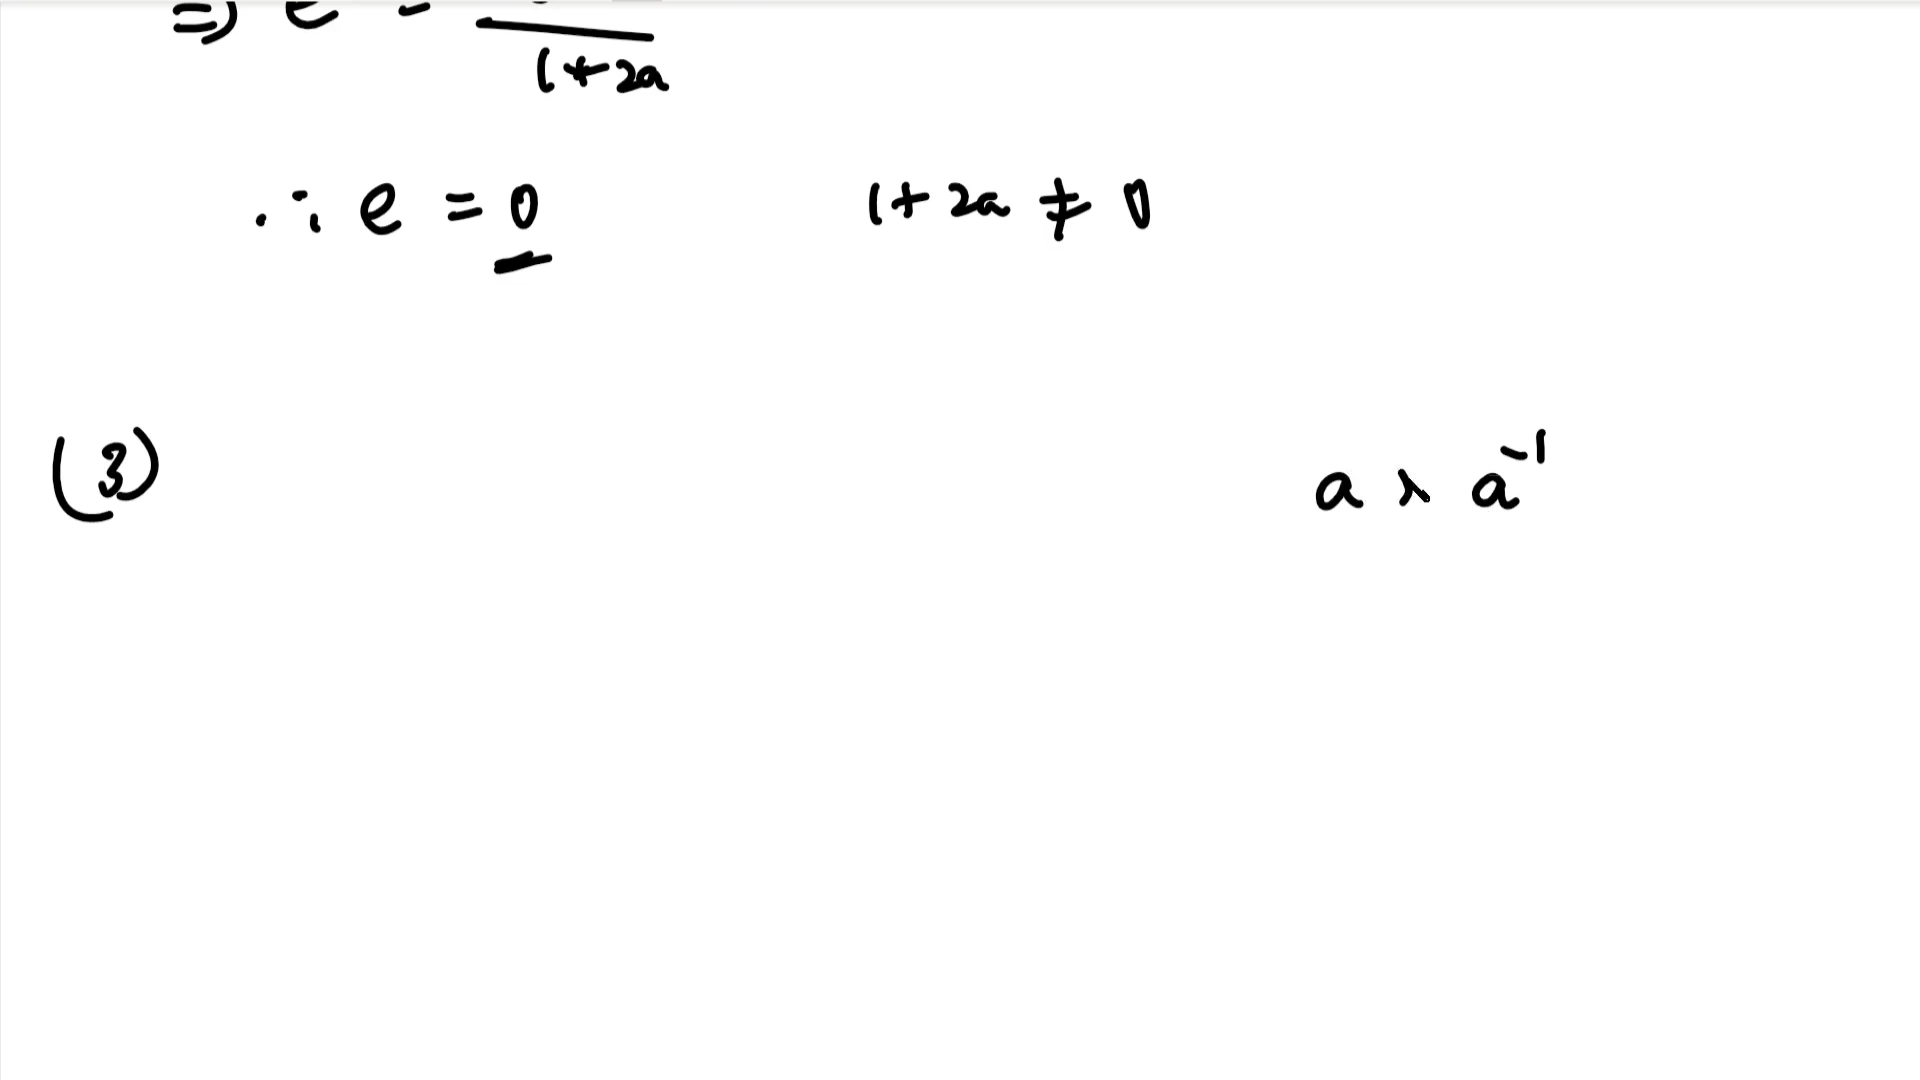 ⇒ e =
1+2a
∴ e = 0 1+2a ≠ 0
(3) a a⁻¹